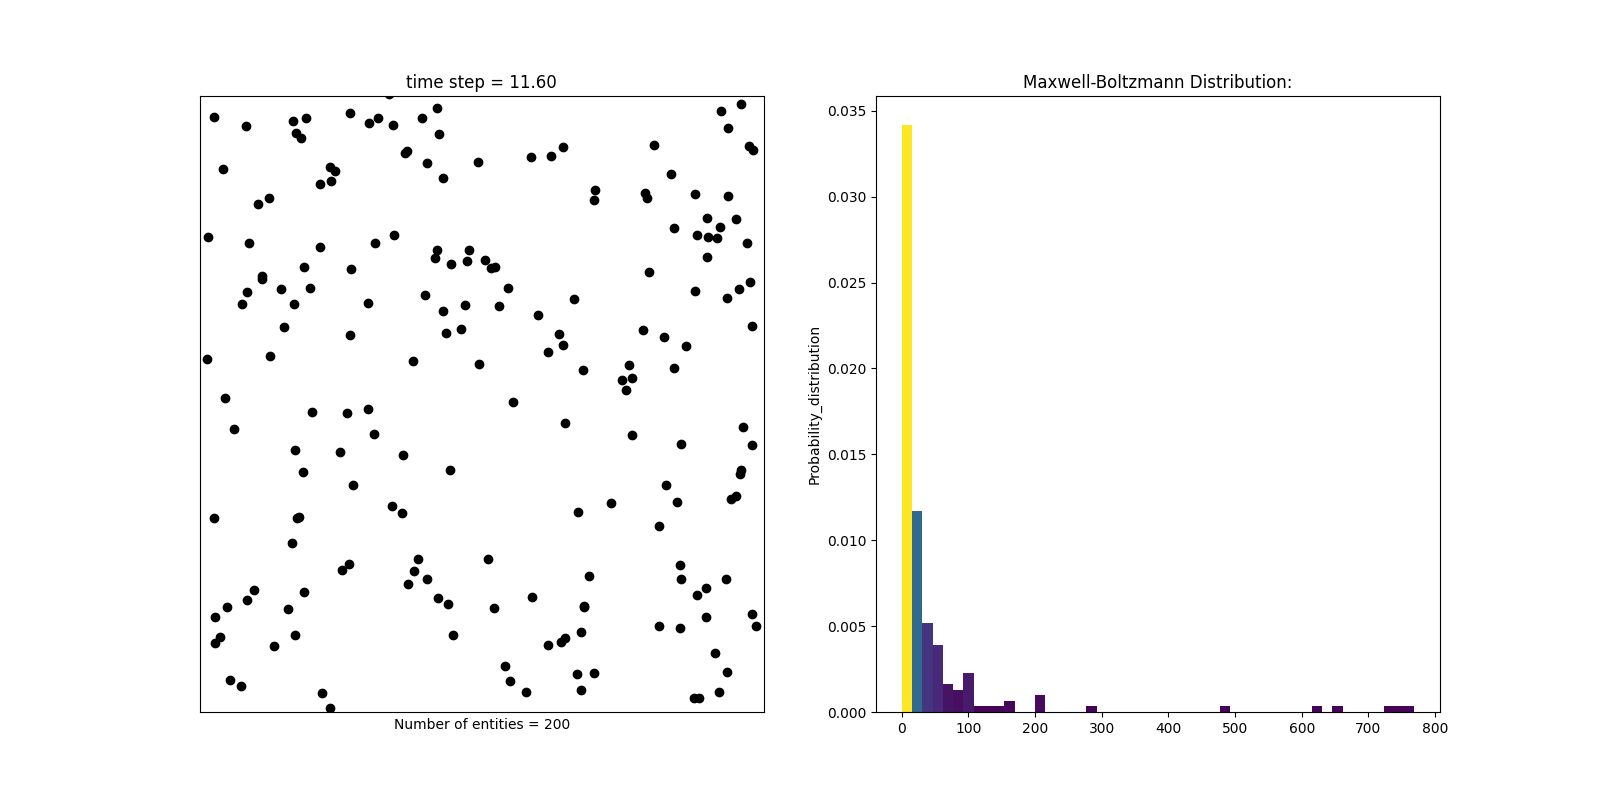 time step = 11.60
Number of entities = 200
Maxwell-Boltzmann Distribution:
Probability_distribution
0.035
0.030
0.025
0.020
0.015
0.010
0.005
0.000
0 100 200 300 400 500 600 700 800